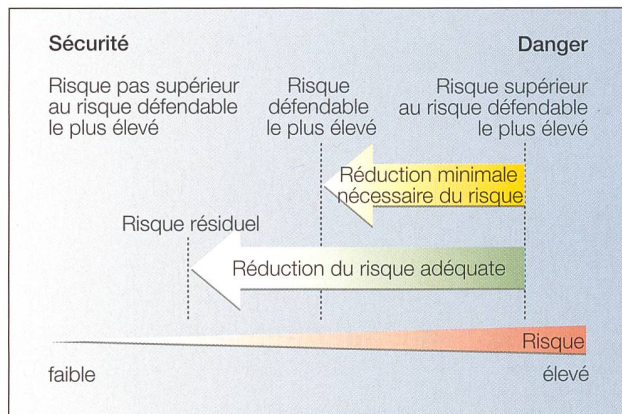 Sécurité
Danger
Risque pas supérieur
au risque défendable
le plus élevé
Risque
défendable
le plus élevé
Risque supérieur
au risque défendable
le plus élevé
Réduction minimale
nécessaire du risque
Risque résiduel
Réduction du risque adéquate
Risque
faible
élevé